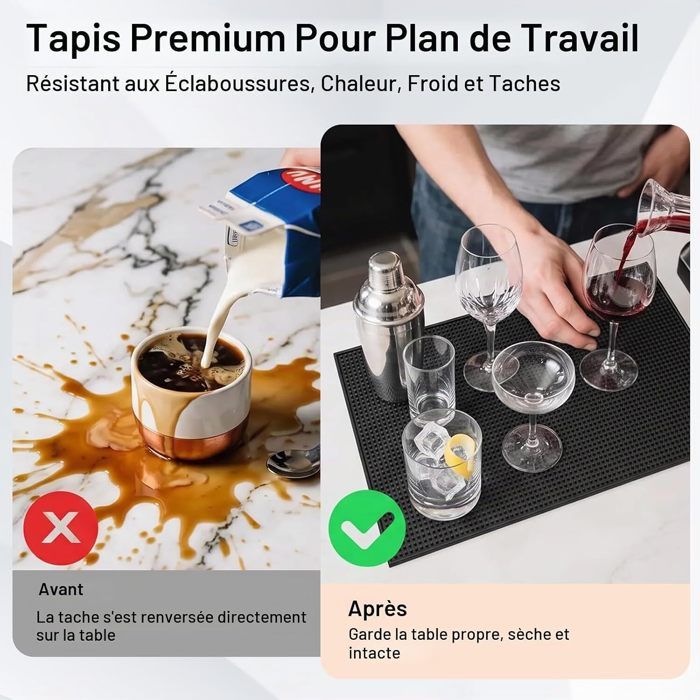 Tapis Premium Pour Plan de Travail
Résistant aux Éclaboussures, Chaleur, Froid et Taches
Avant
La tache s'est renversée directement
sur la table
Après
Garde la table propre, sèche et
intacte